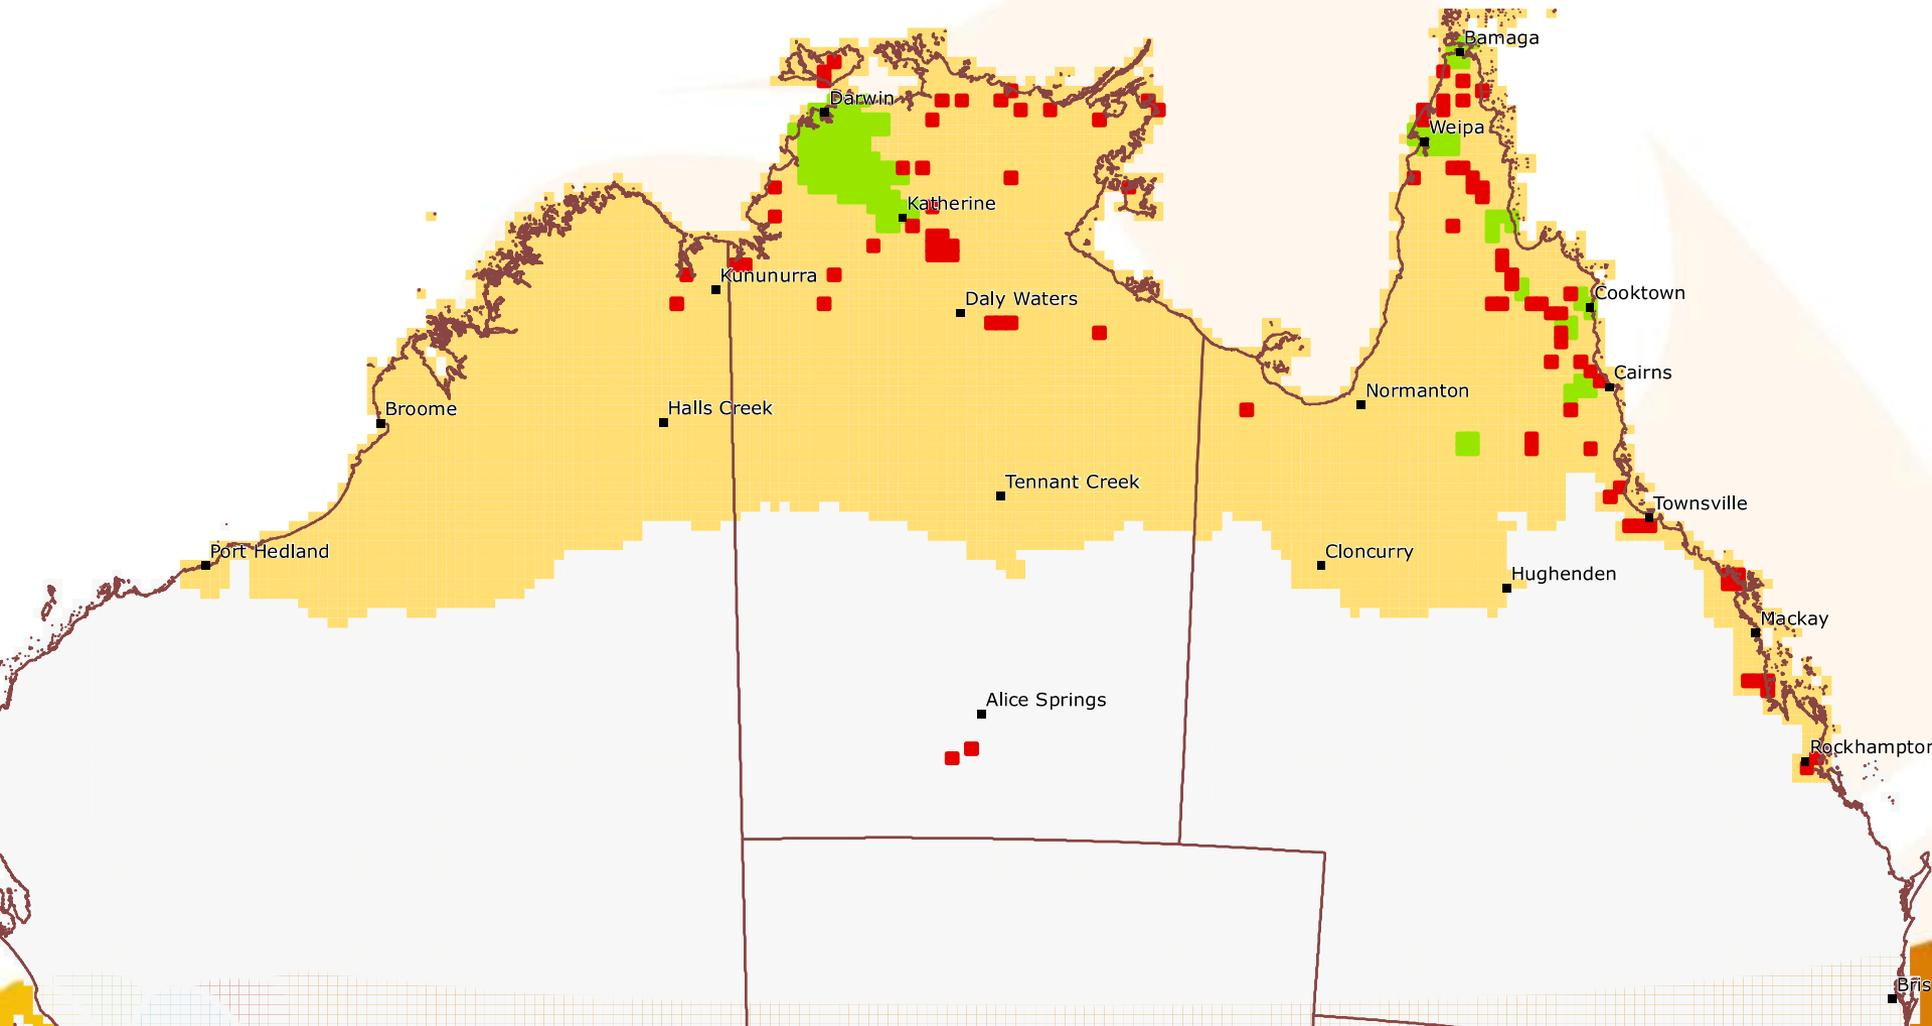 Bamaga
Darwin
Weipa
Katherine
Kununurra
Cooktown
Daly Waters
Cairns
Normanton
Broome
Halls Creek
Tennant Creek
Townsville
Port Hedland
Cloncurry
Hughenden
Mackay
Alice Springs
Rockhampton
Bris